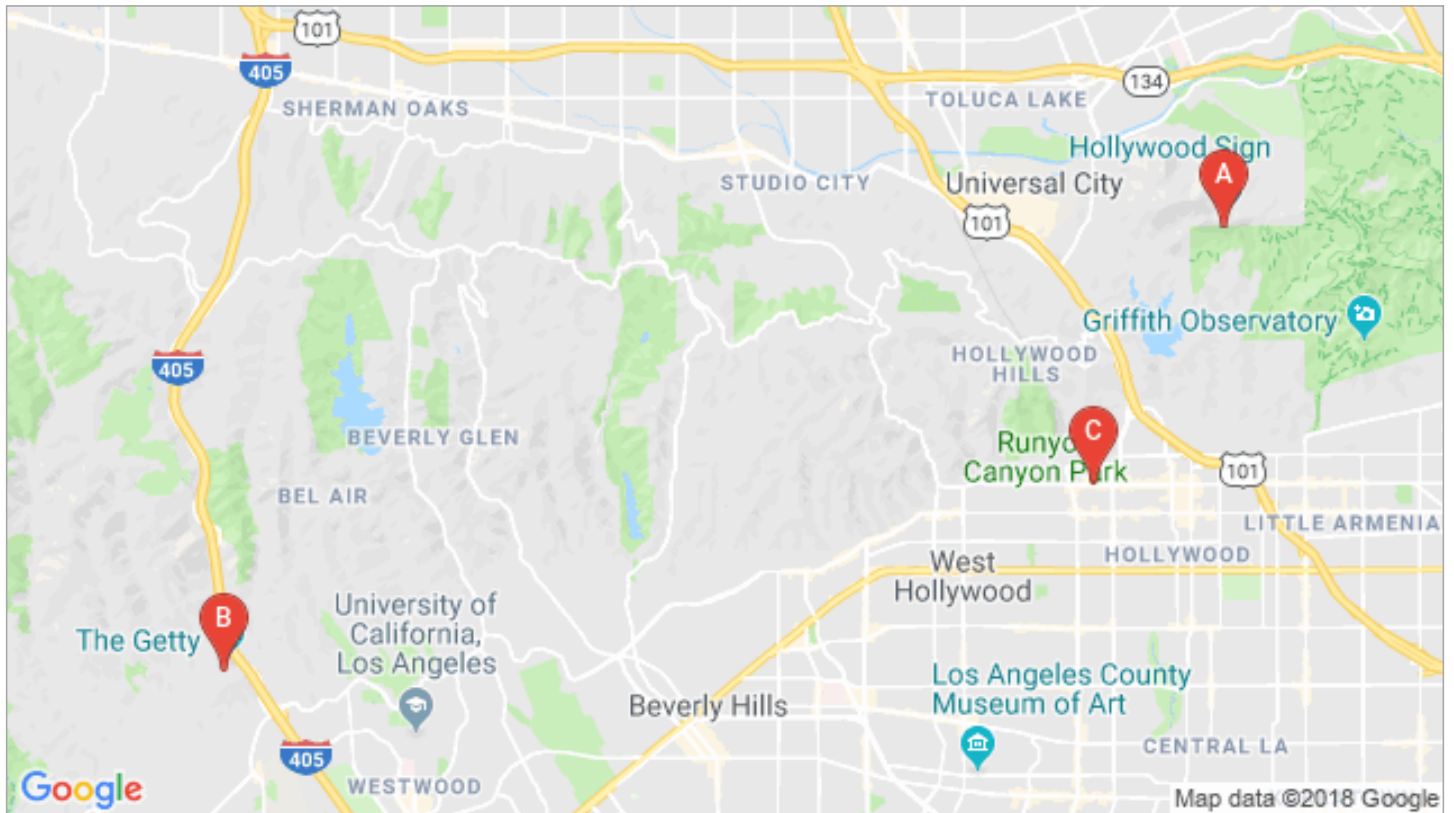 101
405
134
SHERMAN OAKS
TOLUCA LAKE
Hollywood Sign
A
STUDIO CITY
Universal City
101
Griffith Observatory
405
HOLLYWOOD
HILLS
BEVERLY GLEN
C
Canyon Park
101
BEL AIR
LITTLE ARMENIA
HOLLYWOOD
West
Hollywood
B
The Getty
University of
California,
Los Angeles
Los Angeles County
Museum of Art
Beverly Hills
405
CENTRAL LA
WESTWOOD
Google
Map data ©2018 Google